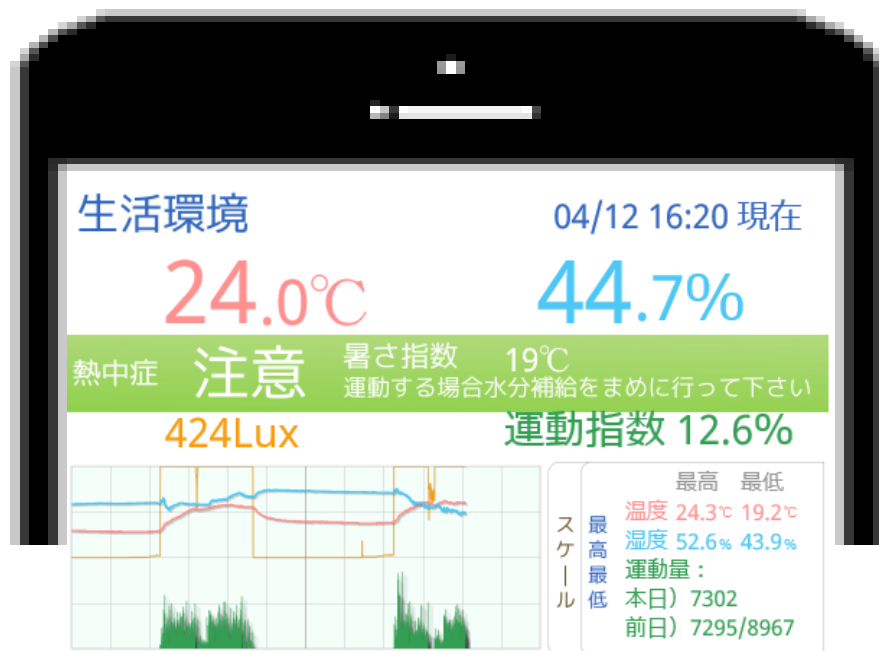 生活環境 04/12 16:20 現在
24.0℃ 44.7%
熱中症 注意 暑さ指数 19℃
運動する場合水分補給をまめに行って下さい
424Lux 運動指数 12.6%
スケール
最高最低
最高 最低
温度 24.3℃ 19.2℃
湿度 52.6% 43.9%
運動量:
本日) 7302
前日) 7295/8967